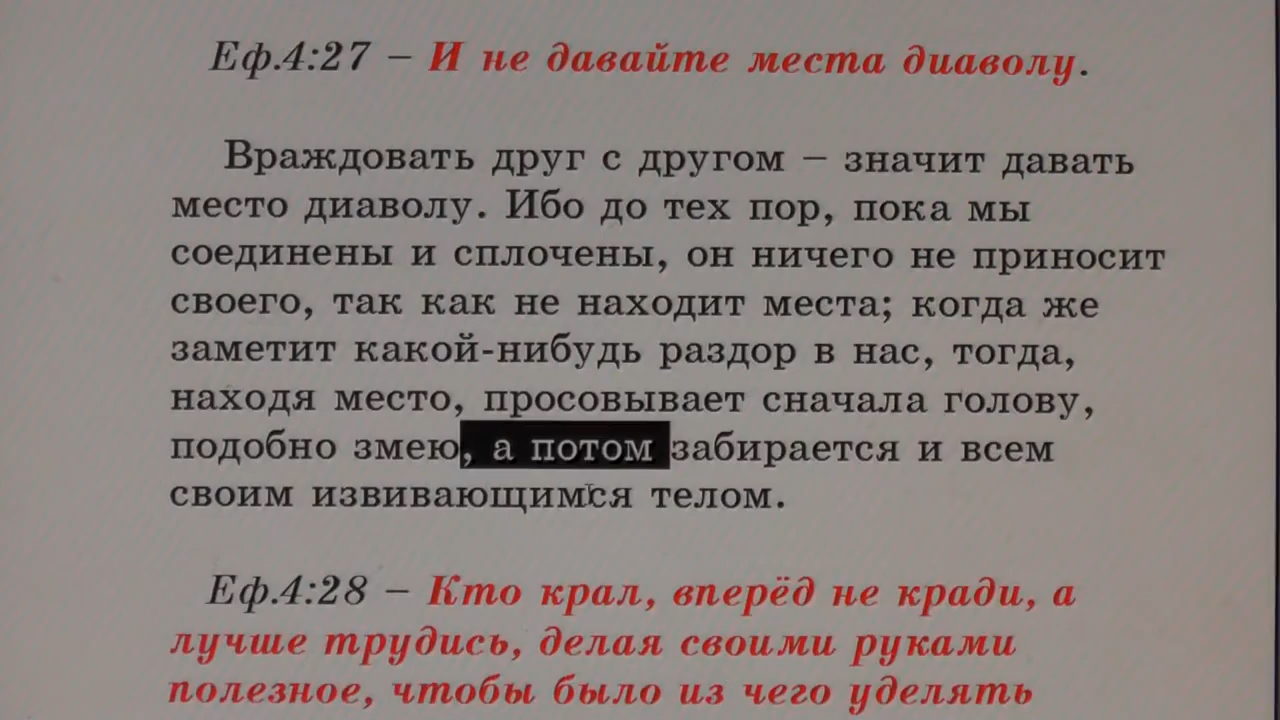 Еф.4:27 – И не давайте места диаволу.
Враждовать друг с другом – значит давать
место диаволу. Ибо до тех пор, пока мы
соединены и сплочены, он ничего не приносит
своего, так как не находит места; когда же
заметит какой-нибудь раздор в нас, тогда,
находя место, просовывает сначала голову,
подобно змею, а потом забирается и всем
своим извивающимся телом.
Еф.4:28 – Кто крал, вперёд не кради, а
лучше трудись, делая своими руками
полезное, чтобы было из чего уделять